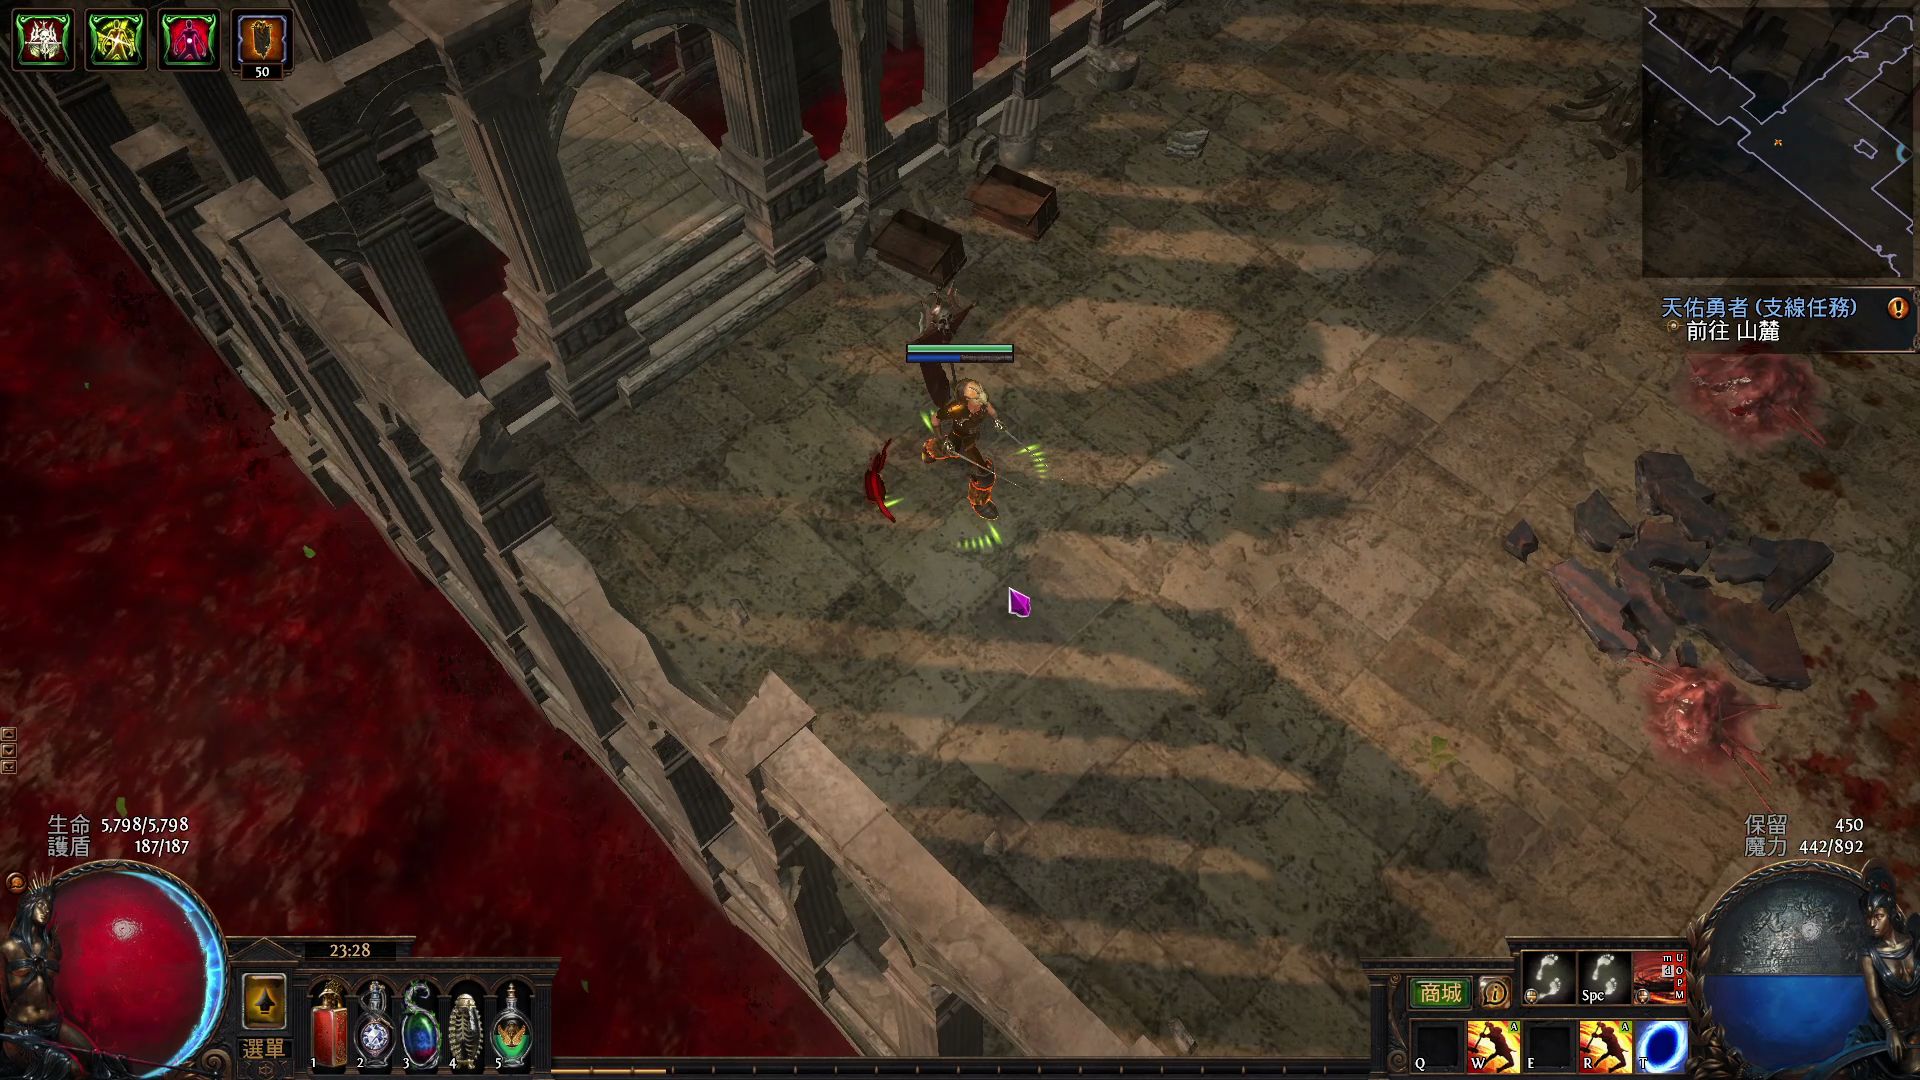 50
天佑勇者 (支線任務)
前往 山麓
生命 5,798/5,798
護盾 187/187
保留 450
魔力 442/892
23:28
選單
1
2
3
4
5
商城
Spc
m U
d O
P
M
Q
W
A
E
R
A
T